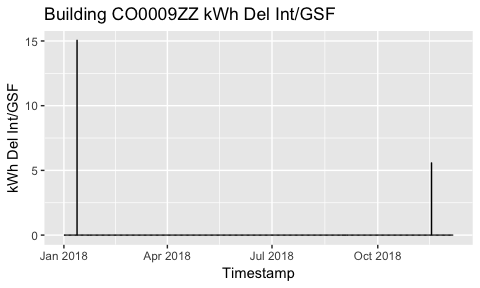 Building CO0009ZZ kWh Del Int/GSF
kWh Del Int/GSF
15
10
5
0
Jan 2018
Apr 2018
Jul 2018
Oct 2018
Timestamp